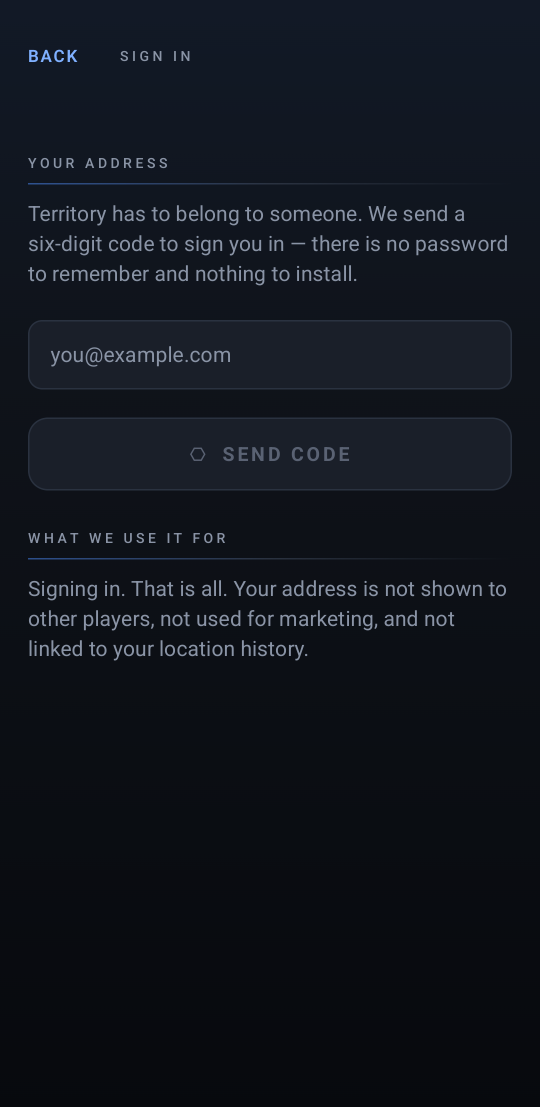 BACK SIGN IN
YOUR ADDRESS
Territory has to belong to someone. We send a
six-digit code to sign you in — there is no password
to remember and nothing to install.
you@example.com
SEND CODE
WHAT WE USE IT FOR
Signing in. That is all. Your address is not shown to
other players, not used for marketing, and not
linked to your location history.